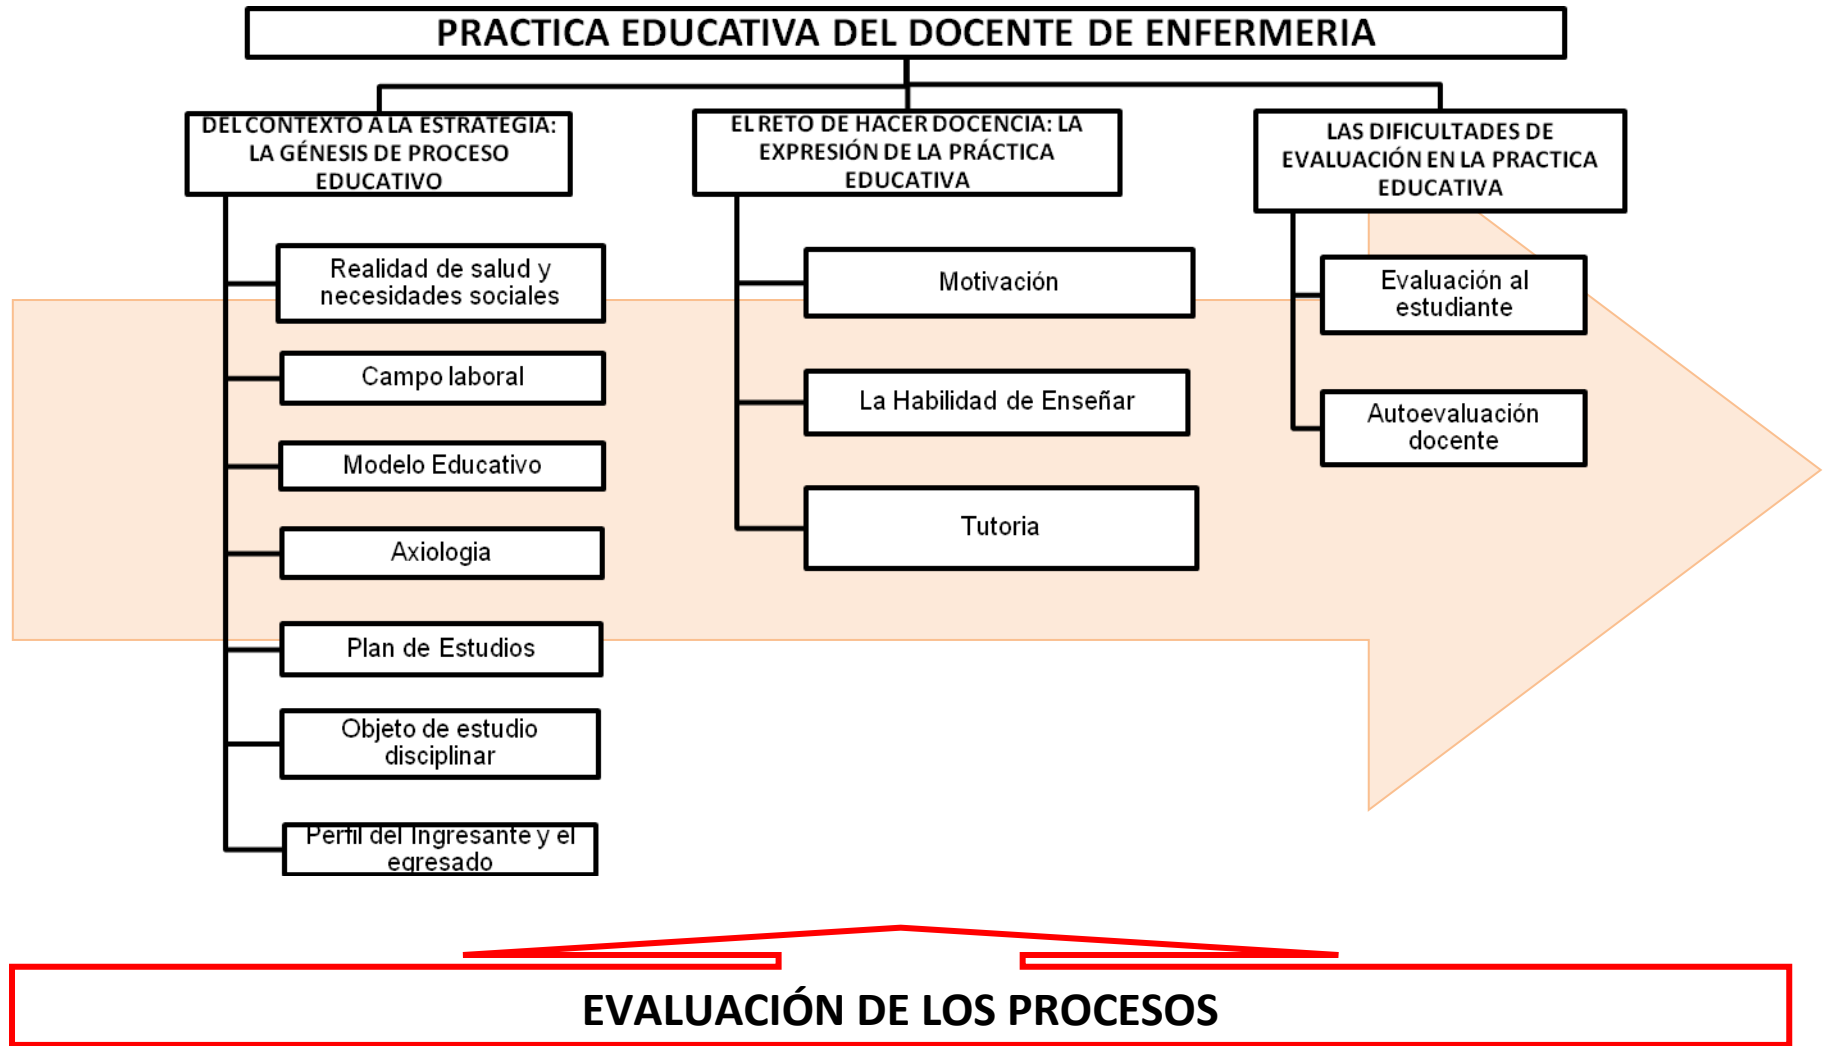 PRACTICA EDUCATIVA DEL DOCENTE DE ENFERMERIA
DEL CONTEXTO A LA ESTRATEGIA:
LA GÉNESIS DE PROCESO
EDUCATIVO
Realidad de salud y
necesidades sociales
Campo laboral
Modelo Educativo
Axiologia
Plan de Estudios
Objeto de estudio
disciplinar
Perfil del Ingresante y el
egresado
EL RETO DE HACER DOCENCIA: LA
EXPRESIÓN DE LA PRÁCTICA
EDUCATIVA
Motivación
La Habilidad de Enseñar
Tutoria
LAS DIFICULTADES DE
EVALUACIÓN EN LA PRACTICA
EDUCATIVA
Evaluación al
estudiante
Autoevaluación
docente
EVALUACIÓN DE LOS PROCESOS